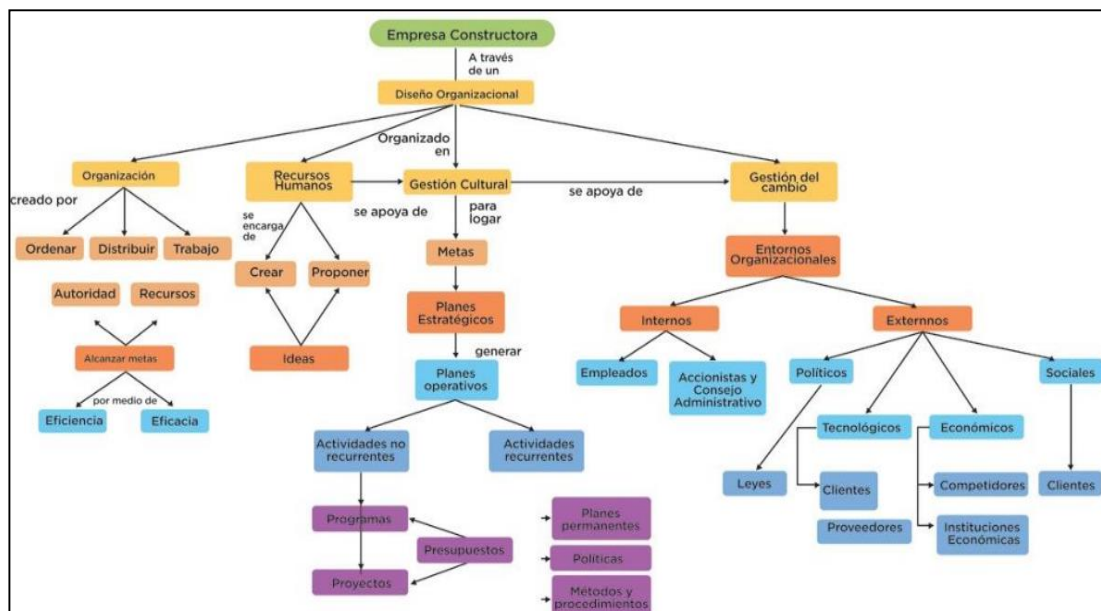 Empresa Constructora
A través
de un
Diseño Organizacional
Organizado
en
Organización
Recursos
Humanos
Gestión Cultural
Gestión del
cambio
creado por
se
encarga
de
se apoya de
para
logar
se apoya de
Ordenar
Distribuir
Trabajo
Crear
Proponer
Metas
Entornos
Organizacionales
Autoridad
Recursos
Planes
Estratégicos
Internos
Externnos
Alcanzar metas
Ideas
generar
por medio de
Eficiencia
Eficacia
Planes
operativos
Empleados
Accionistas y
Consejo
Administrativo
Políticos
Sociales
Tecnológicos
Económicos
Actividades no
recurrentes
Actividades
recurrentes
Leyes
Clientes
Competidores
Clientes
Proveedores
Instituciones
Económicas
Programas
Presupuestos
Proyectos
Planes
permanentes
Políticas
Métodos y
procedimientos